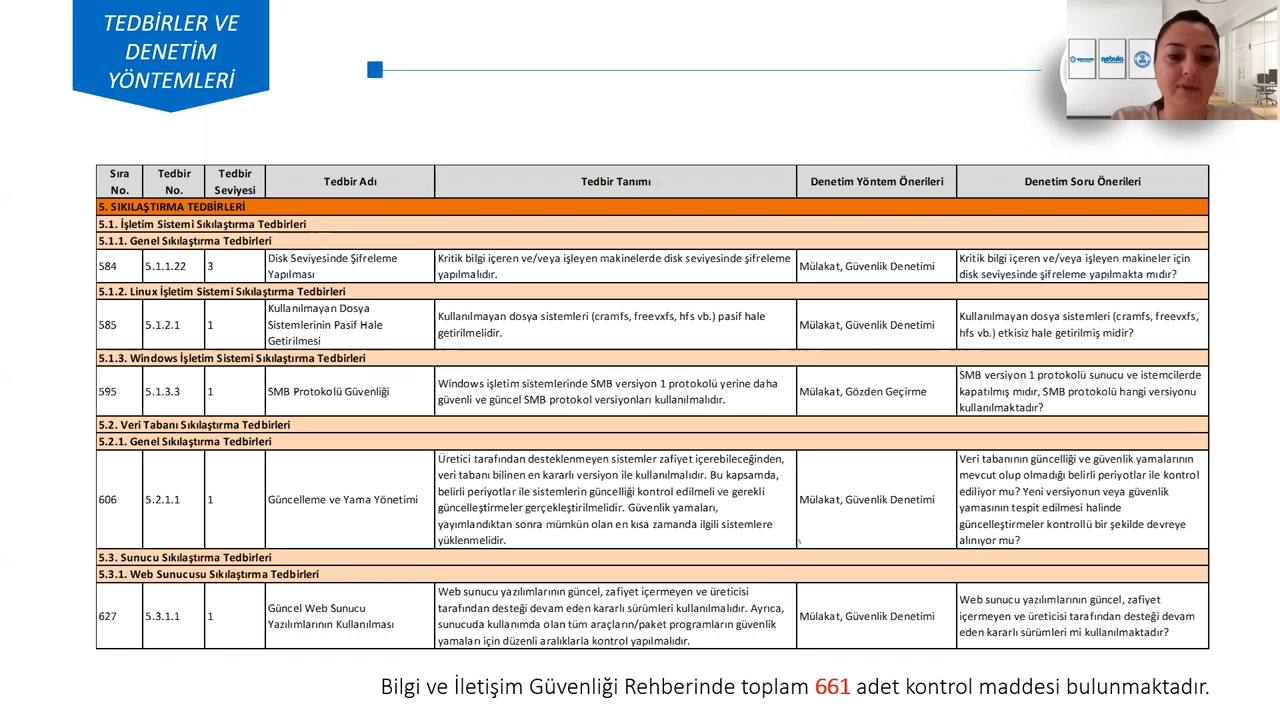 TEDBİRLER VE
DENETİM
YÖNTEMLERİ
nebula
Sıra
No.
Tedbir
No.
Tedbir
Seviyesi
Tedbir Adı
Tedbir Tanımı
Denetim Yöntem Önerileri
Denetim Soru Önerileri
5. SIKILAŞTIRMA TEDBİRLERİ
5.1. İşletim Sistemi Sıkılaştırma Tedbirleri
5.1.1. Genel Sıkılaştırma Tedbirleri
584
5.1.1.22
3
Disk Seviyesinde Şifreleme
Yapılması
Kritik bilgi içeren ve/veya işleyen makinelerde disk seviyesinde şifreleme
yapılmalıdır.
Mülakat, Güvenlik Denetimi
Kritik bilgi içeren ve/veya işleyen makineler için
disk seviyesinde şifreleme yapılmakta mıdır?
5.1.2. Linux İşletim Sistemi Sıkılaştırma Tedbirleri
585
5.1.2.1
1
Kullanılmayan Dosya
Sistemlerinin Pasif Hale
Getirilmesi
Kullanılmayan dosya sistemleri (cramfs, freevxfs, hfs vb.) pasif hale
getirilmelidir.
Mülakat, Güvenlik Denetimi
Kullanılmayan dosya sistemleri (cramfs, freevxfs,
hfs vb.) etkisiz hale getirilmiş midir?
5.1.3. Windows İşletim Sistemi Sıkılaştırma Tedbirleri
595
5.1.3.3
1
SMB Protokolü Güvenliği
Windows işletim sistemlerinde SMB versiyon 1 protokolü yerine daha
güvenli ve güncel SMB protokol versiyonları kullanılmalıdır.
Mülakat, Gözden Geçirme
SMB versiyon 1 protokolü sunucu ve istemcilerde
kapatılmış mıdır, SMB protokolü hangi versiyonu
kullanılmaktadır?
5.2. Veri Tabanı Sıkılaştırma Tedbirleri
5.2.1. Genel Sıkılaştırma Tedbirleri
606
5.2.1.1
1
Güncelleme ve Yama Yönetimi
Üretici tarafından desteklenmeyen sistemler zafiyet içerebileceğinden,
veri tabanı bilinen en kararlı versiyon ile kullanılmalıdır. Bu kapsamda,
belirli periyotlar ile sistemlerin güncelliği kontrol edilmeli ve gerekli
güncelleştirmeler gerçekleştirilmelidir. Güvenlik yamaları,
yayımlandıktan sonra mümkün olan en kısa zamanda ilgili sistemlere
yüklenmelidir.
Mülakat, Güvenlik Denetimi
Veri tabanının güncelliği ve güvenlik yamalarının
mevcut olup olmadığı belirli periyotlar ile kontrol
ediliyor mu? Yeni versiyonun veya güvenlik
yamasının tespit edilmesi halinde
güncelleştirmeler kontrollü bir şekilde devreye
alınıyor mu?
5.3. Sunucu Sıkılaştırma Tedbirleri
5.3.1. Web Sunucusu Sıkılaştırma Tedbirleri
627
5.3.1.1
1
Güncel Web Sunucu
Yazılımlarının Kullanılması
Web sunucu yazılımlarının güncel, zafiyet içermeyen ve üreticisi
tarafından desteği devam eden kararlı sürümleri kullanılmalıdır. Ayrıca,
sunucuda kullanımda olan tüm araçların/paket programların güvenlik
yamaları için düzenli aralıklarla kontrol yapılmalıdır.
Mülakat, Güvenlik Denetimi
Web sunucu yazılımlarının güncel, zafiyet
içermeyen ve üreticisi tarafından desteği devam
eden kararlı sürümleri mi kullanılmaktadır?
Bilgi ve İletişim Güvenliği Rehberinde toplam 661 adet kontrol maddesi bulunmaktadır.